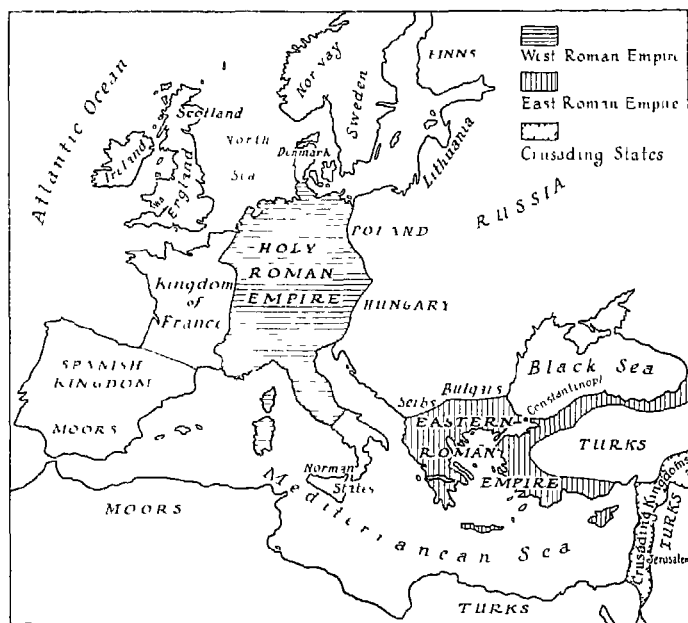 FINNS
West Roman Empire
East Roman Empire
Crusading States
Atlantic Ocean
Norway
Sweden
Scotland
North
Sea
Denmark
Lithuania
Ireland
England
Wa
RUSSIA
POLAND
HOLY
ROMAN
EMPIRE
Kingdom
of
France
HUNGARY
SPANISH
KINGDOM
MOORS
Black Sea
Serbs
Bulgars
Constantinopl
EASTERN
ROMAN
EMPIRE
TURKS
Norman
States
MOORS
Mediterranean Sea
Crusading Kingdoms
TURKS
Jerusalem
TURKS